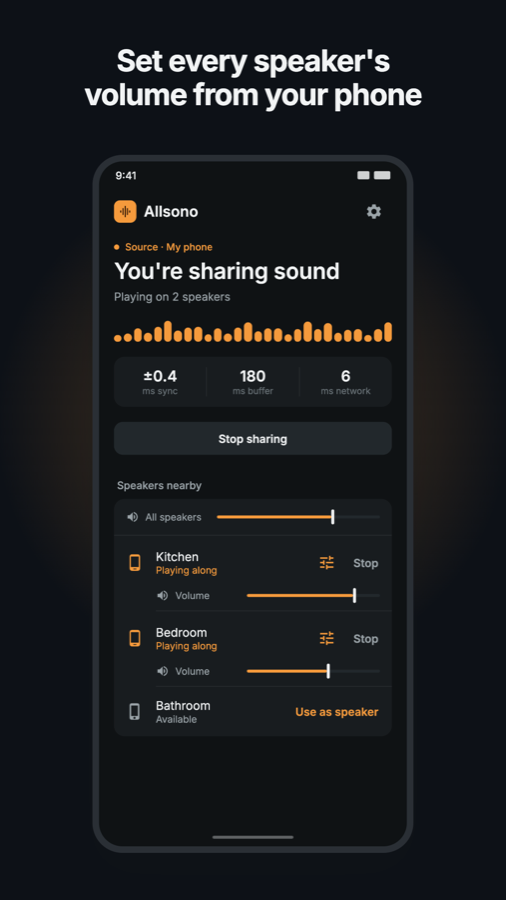 Set every speaker's
volume from your phone
9:41
Allsono
Source · My phone
You're sharing sound
Playing on 2 speakers
±0.4 180 6
ms sync ms buffer ms network
Stop sharing
Speakers nearby
All speakers
Kitchen
Playing along
Stop
Volume
Bedroom
Playing along
Stop
Volume
Bathroom
Available
Use as speaker